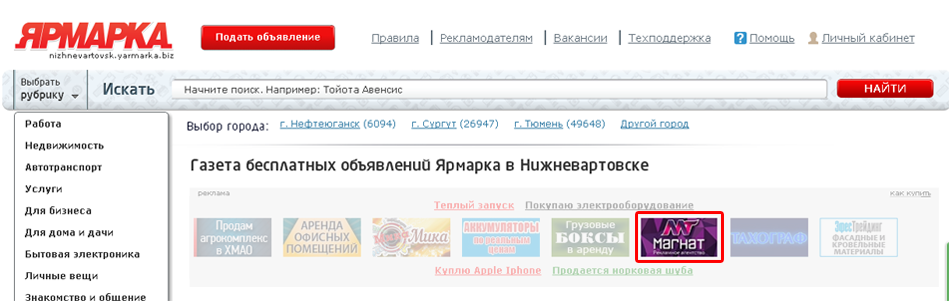 ЯРМАРКА
nizhnevartovsk.yarmarka.biz
Подать объявление
Правила
Рекламодателям
Вакансии
Техподдержка
Помощь
Личный кабинет
Выбрать
рубрику
Искать
Начните поиск. Например: Тойота Авенсис
НАЙТИ
Работа
Недвижимость
Автотранспорт
Услуги
Для бизнеса
Для дома и дачи
Бытовая электроника
Личные вещи
Знакомство и общение
Выбор города:
г. Нефтеюганск (6094)
г. Сургут (26947)
г. Тюмень (49648)
Другой город
Газета бесплатных объявлений Ярмарка в Нижневартовске
реклама
как купить
Теплый запуск
Покупаю электрооборудование
Продам
агрокомплекс
в ХМАО
АРЕНДА
ОФИСНЫХ
ПОМЕЩЕНИЙ
Мика
АККУМУЛЯТОРЫ
по реальным
ценам
Грузовые
БОКСЫ
в аренду
МАГНАТ
Рекламное агентство
ТАХОГРАФ
ЭресТрейдинг
ФАСАДНЫЕ И
КРОВЕЛЬНЫЕ
МАТЕРИАЛЫ
Куплю Apple Iphone
Продается норковая шуба